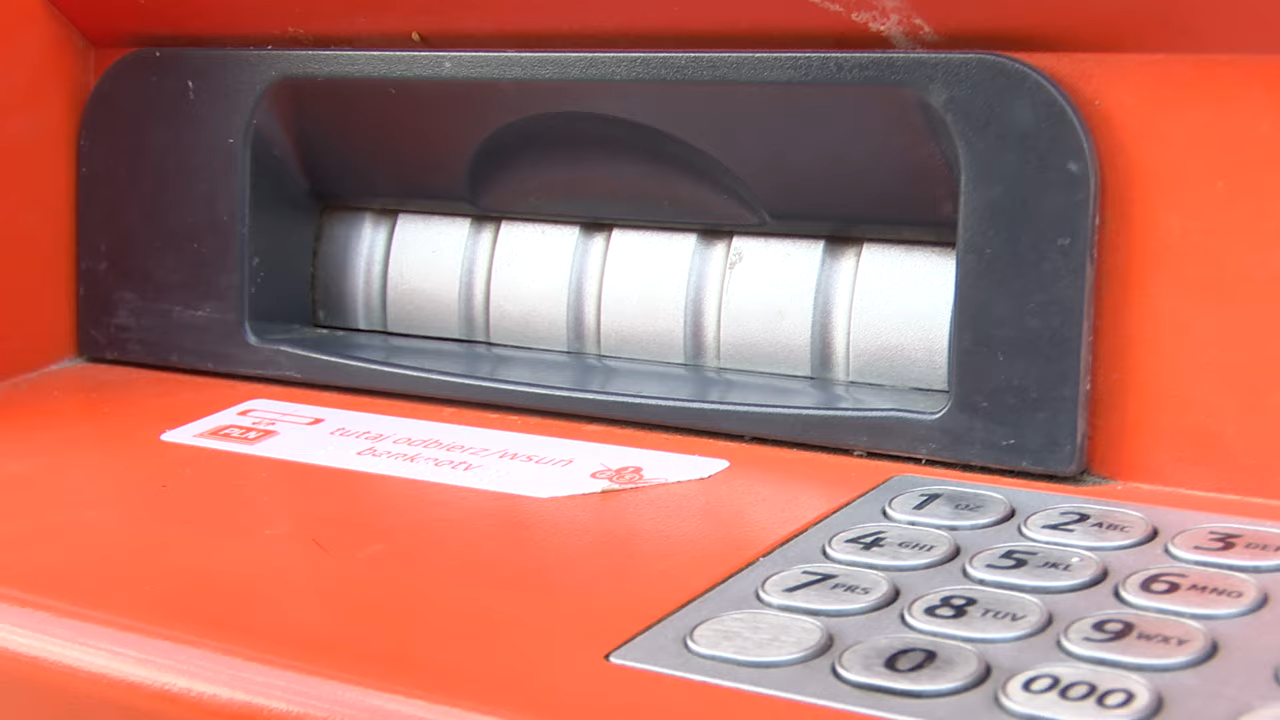 PLN
tutaj odbierz/wsuń
banknoty
1 QZ
2 ABC
3 DEF
4 GHI
5 JKL
6 MNO
7 PRS
8 TUV
9 WXY
0
000